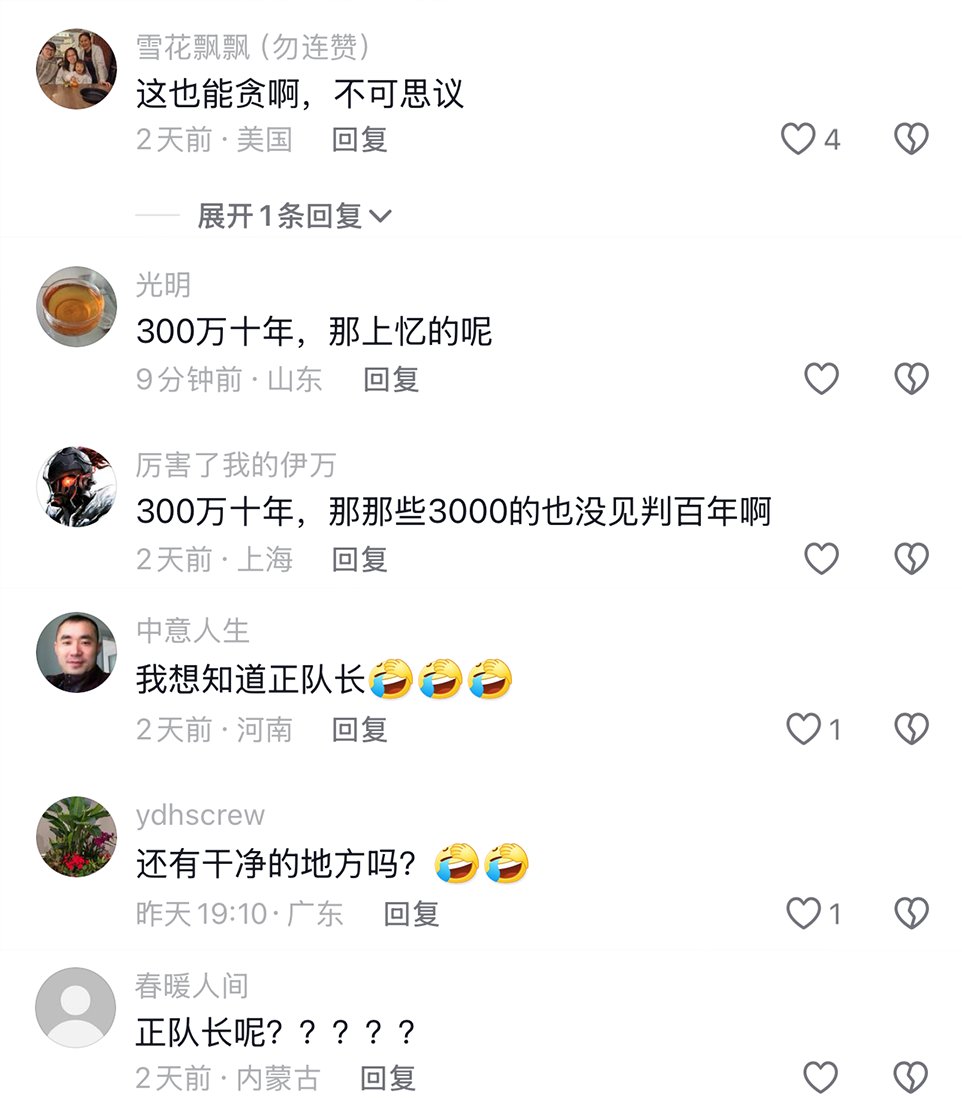 雪花飘飘（勿连赞）
这也能贪啊，不可思议
2天前·美国 回复 4
展开1条回复
光明
300万十年，那上忆的呢
9分钟前·山东 回复
厉害了我的伊万
300万十年，那那些3000的也没见判百年啊
2天前·上海 回复
中意人生
我想知道正队长🤣🤣🤣
2天前·河南 回复 1
ydhscrew
还有干净的地方吗？🤣🤣
昨天19:10·广东 回复 1
春暖人间
正队长呢？？？？？
2天前·内蒙古 回复